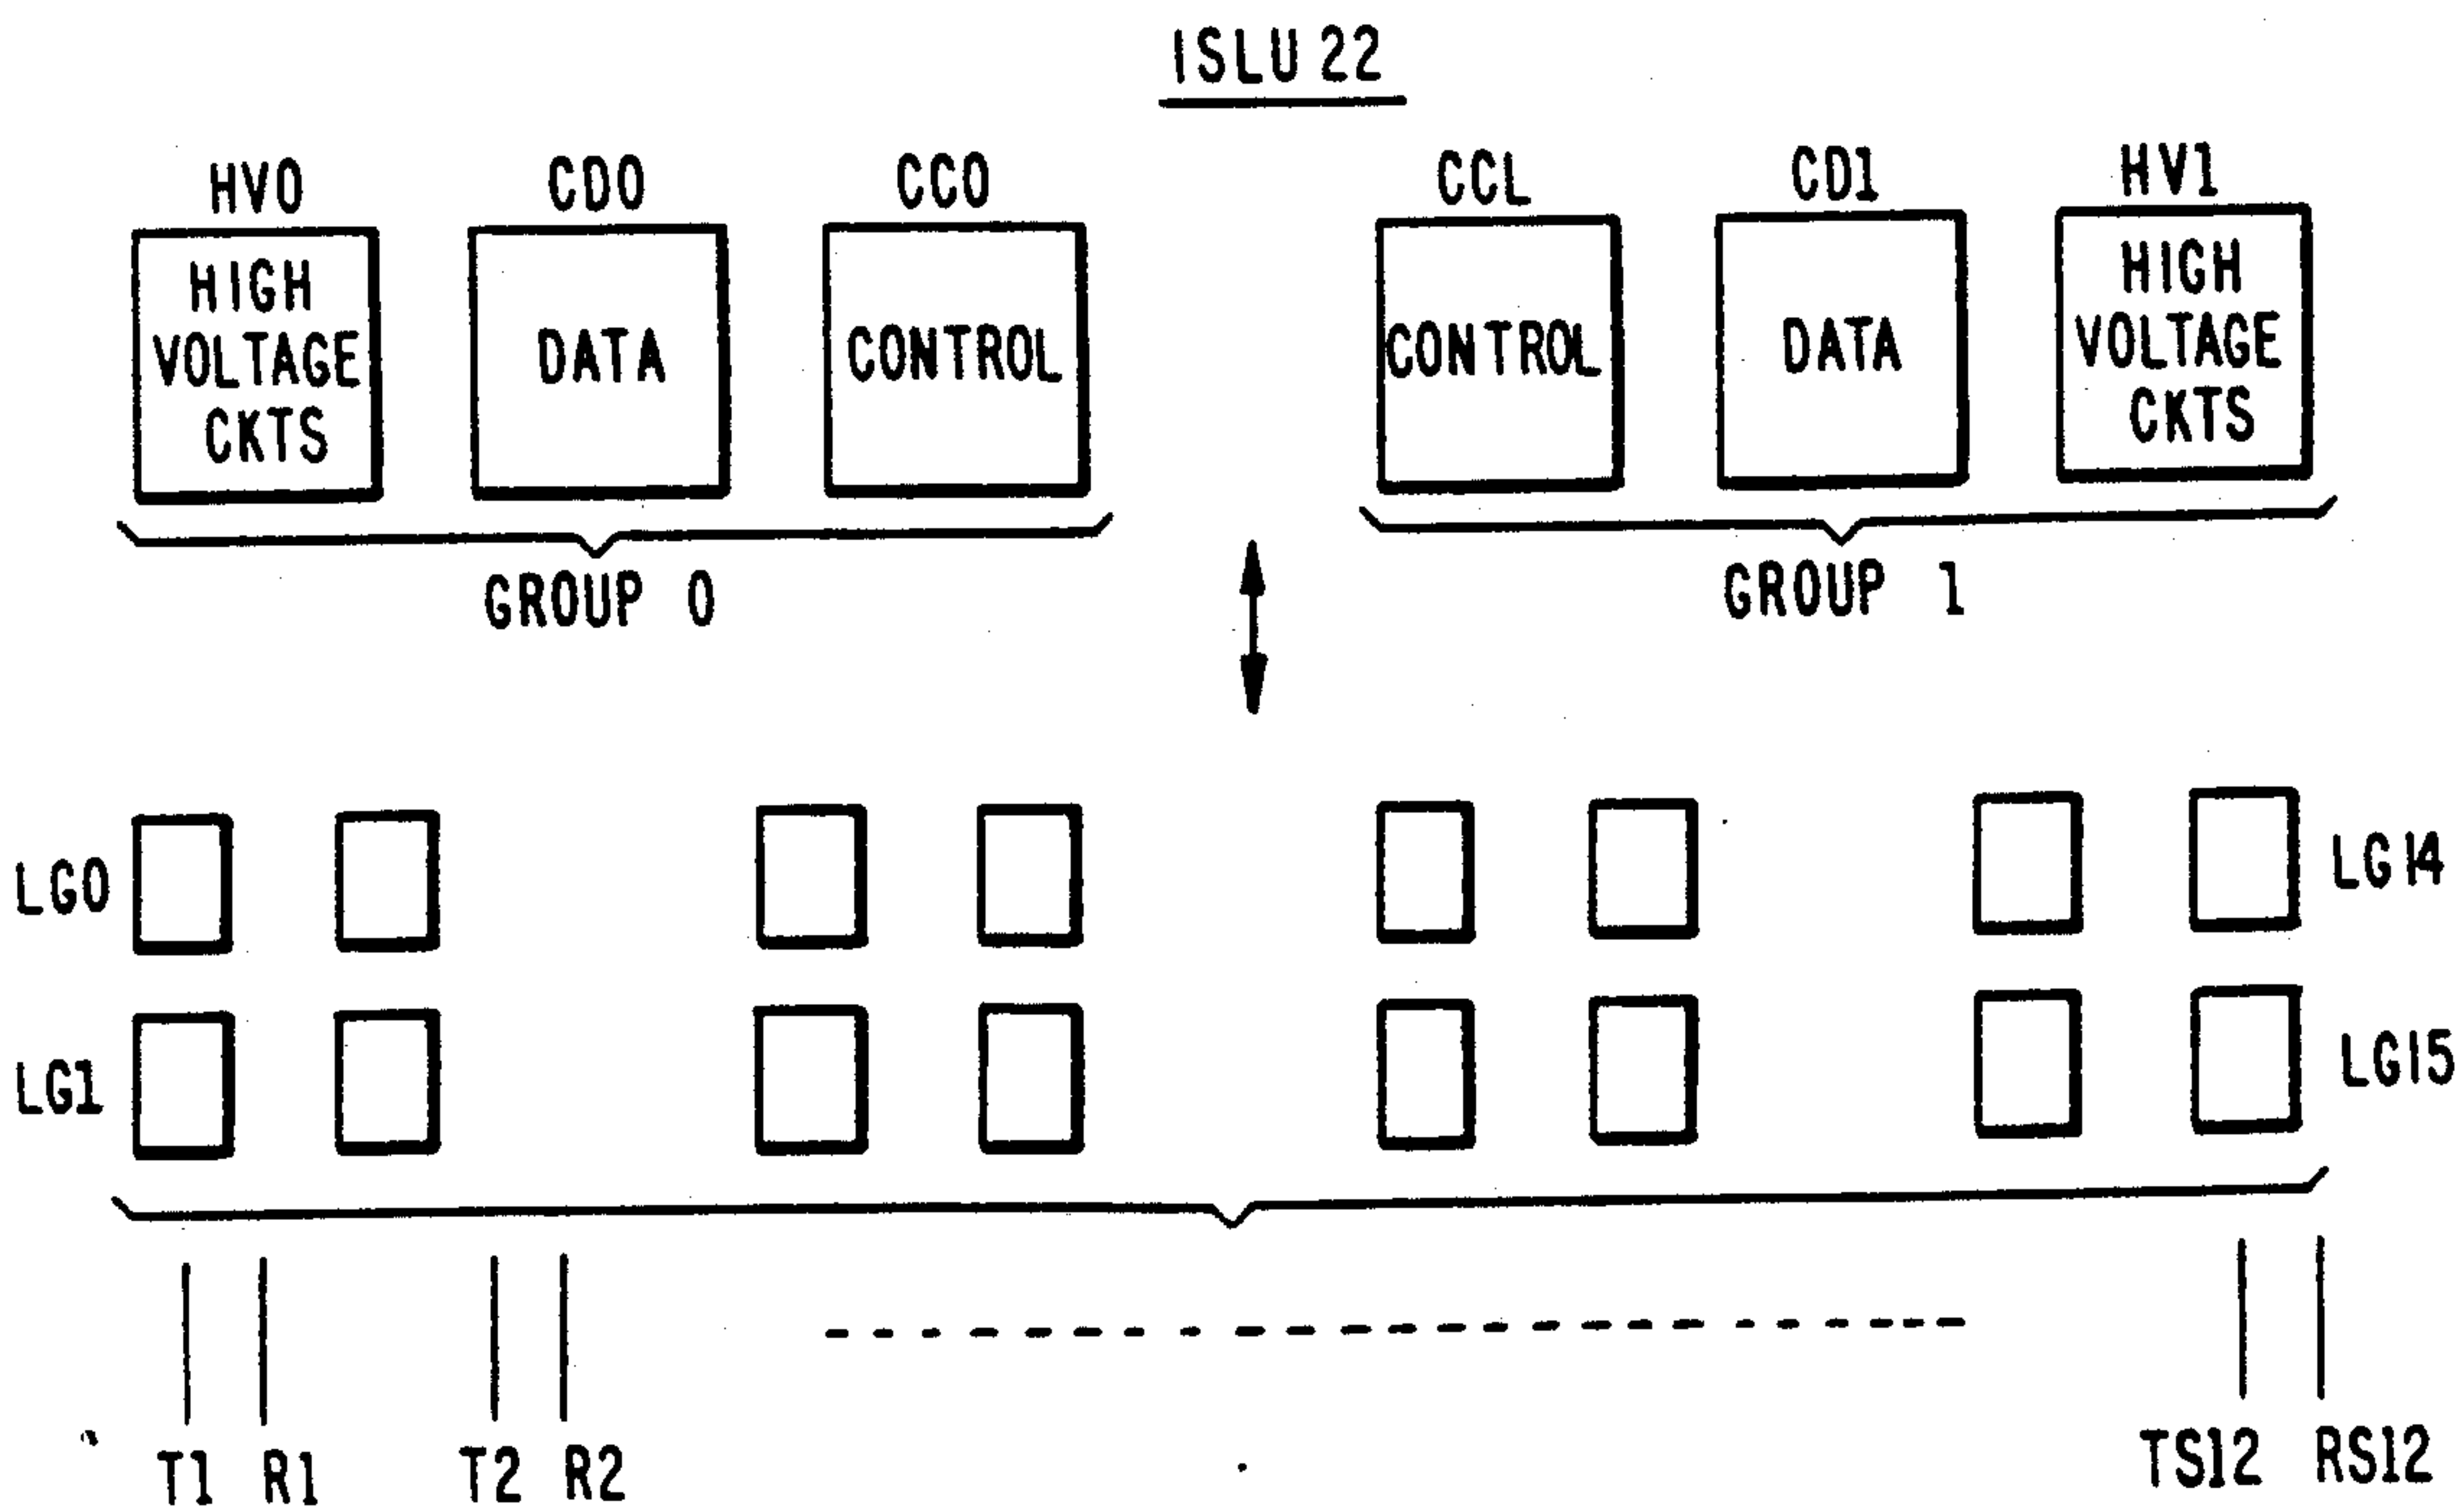 ISLU 22
HV0 CD0 CC0 CCL CD1 HV1
HIGH VOLTAGE CKTS
DATA
CONTROL
CONTROL
DATA
HIGH VOLTAGE CKTS
GROUP 0
GROUP 1
LG0
LG14
LG1
LG15
T1 R1 T2 R2 TS12 RS12